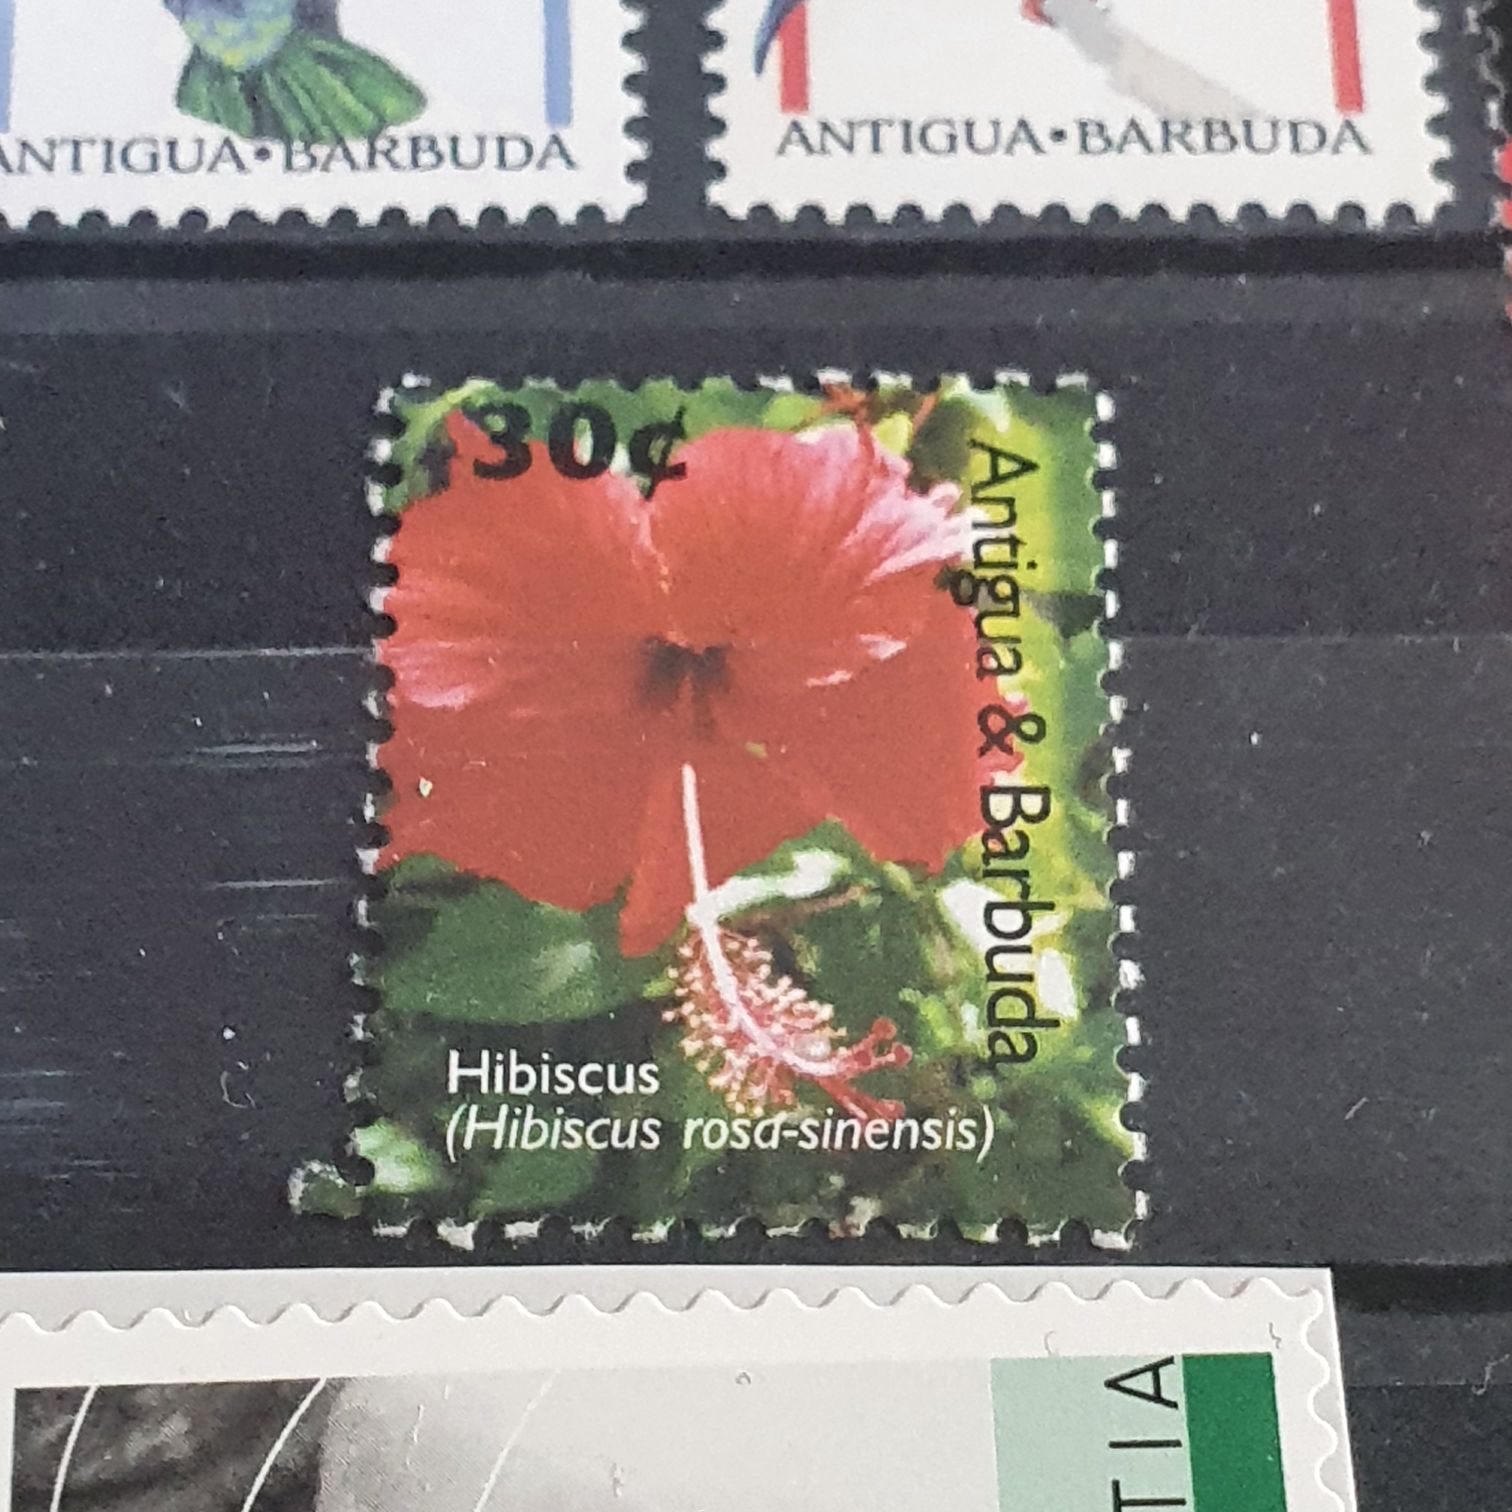 ANTIGUA•BARBUDA
ANTIGUA•BARBUDA
30¢
Antigua & Barbuda
Hibiscus
(Hibiscus rosa-sinensis)
TIA